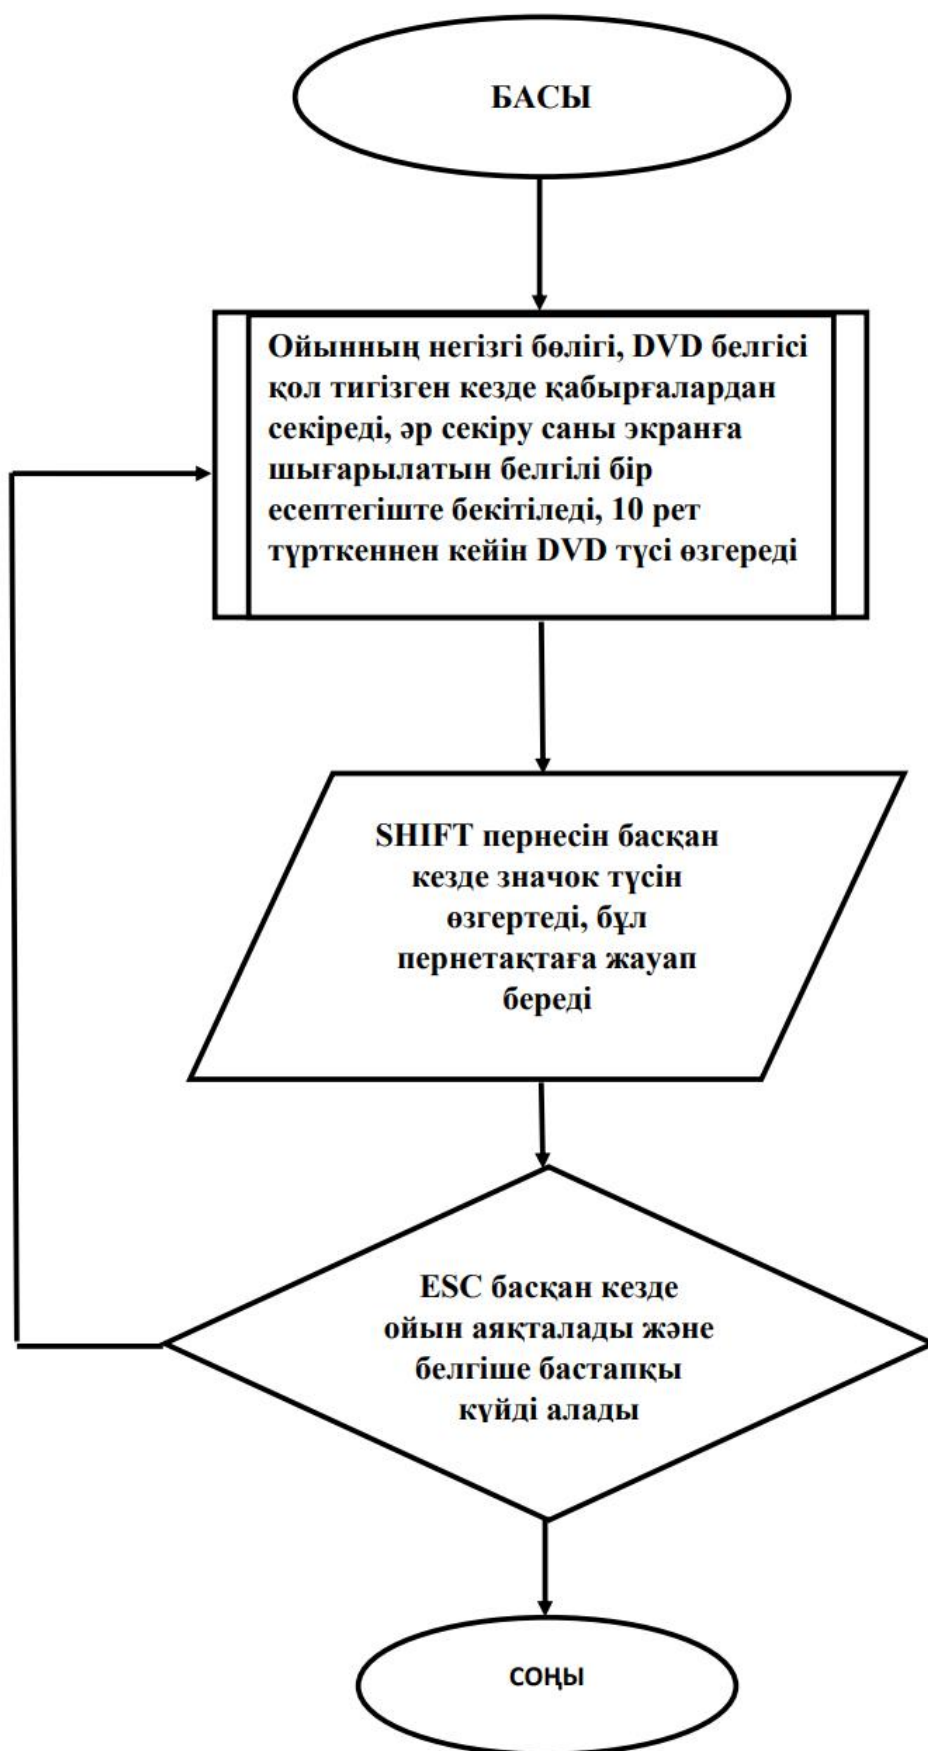 БАСЫ
Ойынның негізгі бөлігі, DVD белгісі
қол тигізген кезде қабырғалардан
секіреді, әр секіру саны экранға
шығарылатын белгілі бір
есептегіште бекітіледі, 10 рет
түрткеннен кейін DVD түсі өзгереді
SHIFT пернесін басқан
кезде значок түсін
өзгертеді, бұл
пернетақтаға жауап
береді
ESC басқан кезде
ойын аяқталады және
белгіше бастапқы
күйді алады
СОҢЫ